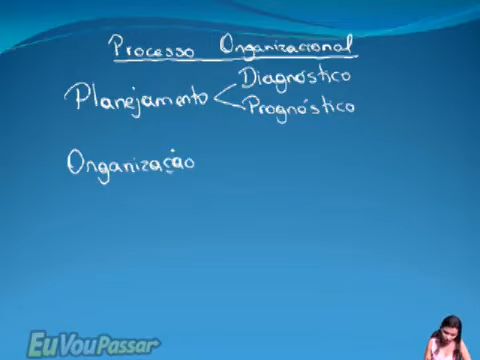 Processo Organizacional
Diagnóstico
Planejamento
Prognóstico
Organização
EuVouPassar